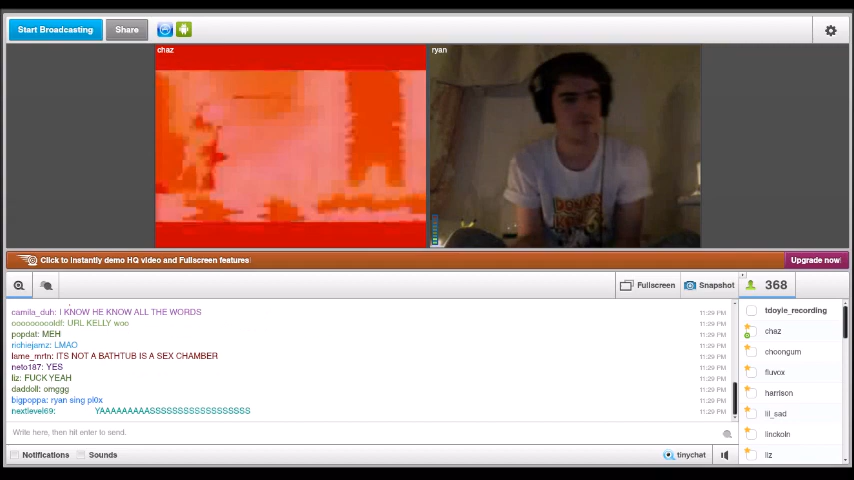 Start Broadcasting
Share
chaz
ryan
Click to instantly demo HQ video and Fullscreen features!
Upgrade now!
Fullscreen
Snapshot
368
camila_duh: I KNOW HE KNOW ALL THE WORDS 11:29 PM
URL KELLY woo 11:29 PM
popdat: MEH 11:29 PM
richiejamz: LMAO 11:29 PM
lame_mrtn: ITS NOT A BATHTUB IS A SEX CHAMBER 11:29 PM
neto187: YES 11:29 PM
liz: FUCK YEAH 11:29 PM
daddoll: omggg 11:29 PM
bigpoppa: ryan sing pl0x 11:29 PM
nextlevel69: 11:29 PM
tdoyle_recording
chaz
choongum
fluvox
harrison
lil_sad
linckoln
liz
Write here, then hit enter to send.
Notifications
Sounds
tinychat